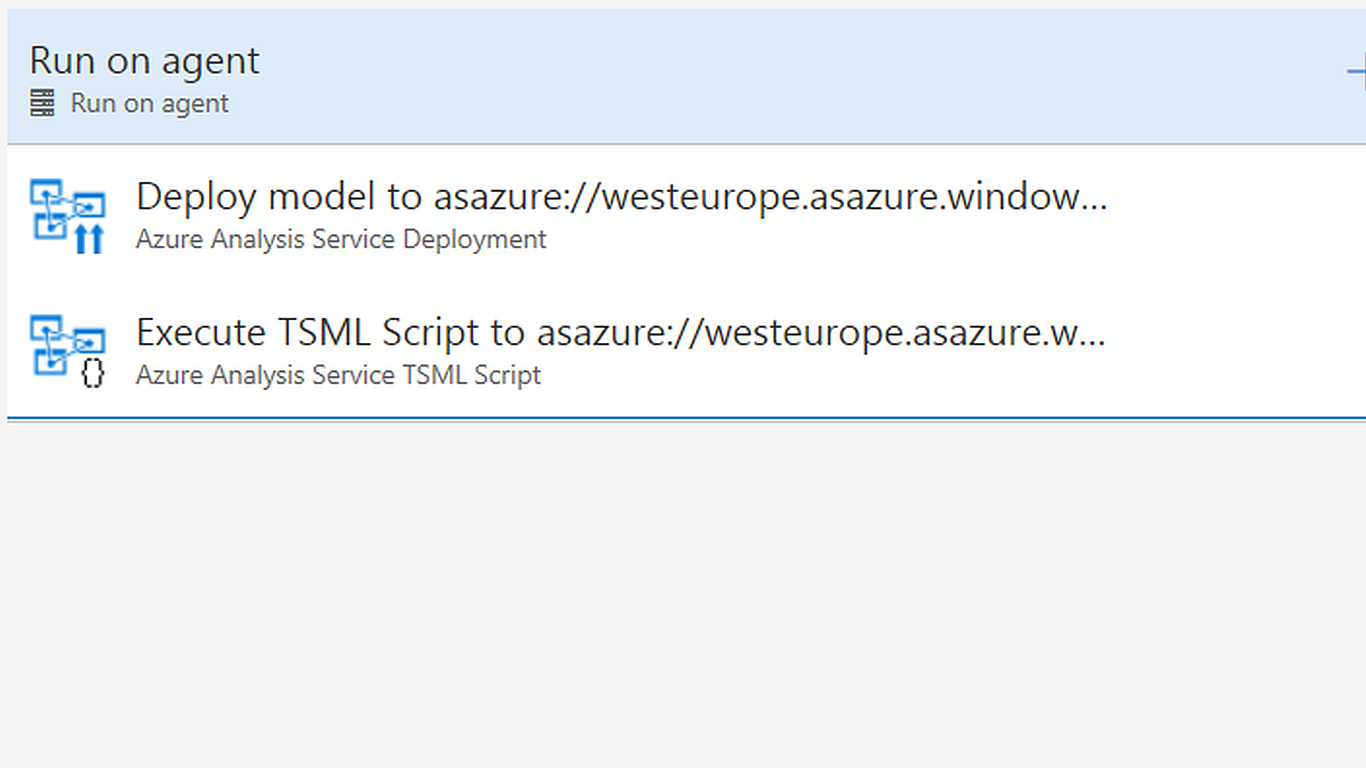 Run on agent
Run on agent
Deploy model to asazure://westeurope.asazure.window...
Azure Analysis Service Deployment
Execute TSML Script to asazure://westeurope.asazure.w...
Azure Analysis Service TSML Script